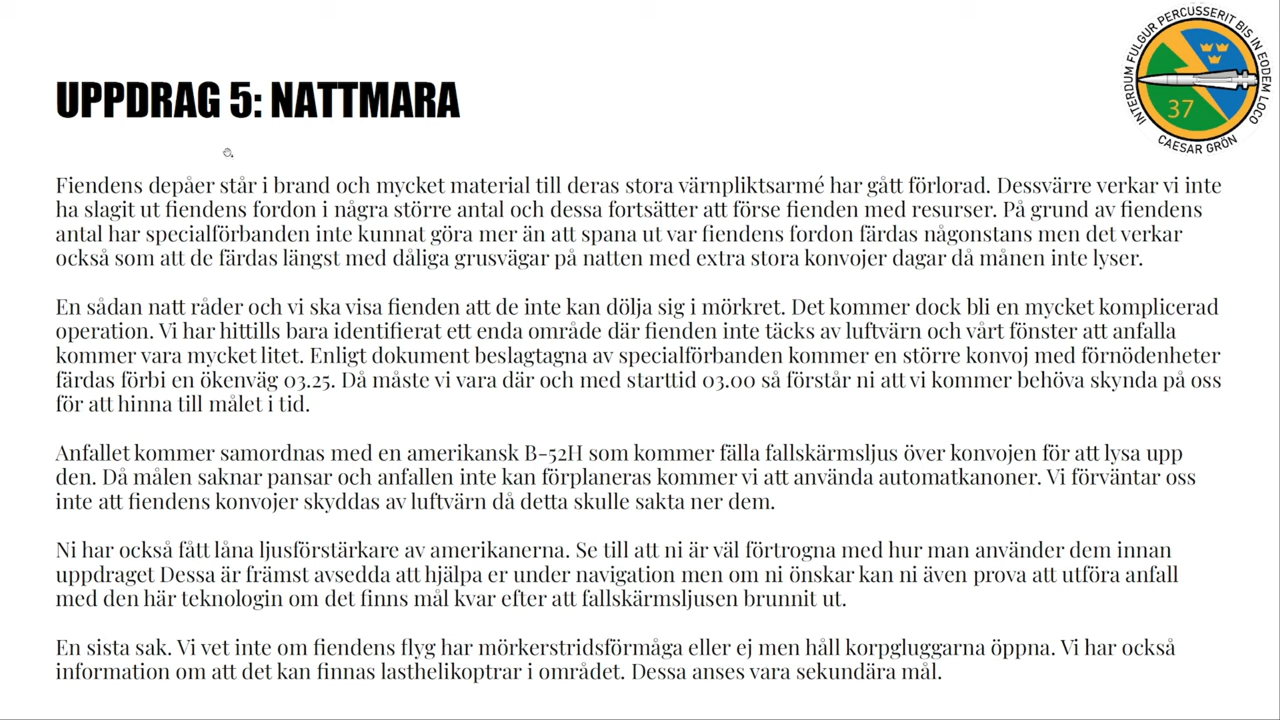 INTERDUM FULGUR PERCUSSERIT BIS IN EODEM LOCO
37
CAESAR GRÖN
UPPDRAG 5: NATTMARA
Fiendens depåer står i brand och mycket material till deras stora värnpliktsarmé har gått förlorad. Dessvärre verkar vi inte
ha slagit ut fiendens fordon i några större antal och dessa fortsätter att förse fienden med resurser. På grund av fiendens
antal har specialförbanden inte kunnat göra mer än att spana ut var fiendens fordon färdas någonstans men det verkar
också som att de färdas längst med dåliga grusvägar på natten med extra stora konvojer dagar då månen inte lyser.
En sådan natt råder och vi ska visa fienden att de inte kan dölja sig i mörkret. Det kommer dock bli en mycket komplicerad
operation. Vi har hittills bara identifierat ett enda område där fienden inte täcks av luftvärn och vårt fönster att anfalla
kommer vara mycket litet. Enligt dokument beslagtagna av specialförbanden kommer en större konvoj med förnödenheter
färdas förbi en ökenväg 03.25. Då måste vi vara där och med starttid 03.00 så förstår ni att vi kommer behöva skynda på oss
för att hinna till målet i tid.
Anfallet kommer samordnas med en amerikansk B-52H som kommer fälla fallskärmsljus över konvojen för att lysa upp
den. Då målen saknar pansar och anfallen inte kan förplaneras kommer vi att använda automatkanoner. Vi förväntar oss
inte att fiendens konvojer skyddas av luftvärn då detta skulle sakta ner dem.
Ni har också fått låna ljusförstärkare av amerikanerna. Se till att ni är väl förtrogna med hur man använder dem innan
uppdraget Dessa är främst avsedda att hjälpa er under navigation men om ni önskar kan ni även prova att utföra anfall
med den här teknologin om det finns mål kvar efter att fallskärmsljusen brunnit ut.
En sista sak. Vi vet inte om fiendens flyg har mörkerstridsförmåga eller ej men håll korpgluggarna öppna. Vi har också
information om att det kan finnas lasthelikoptrar i området. Dessa anses vara sekundära mål.